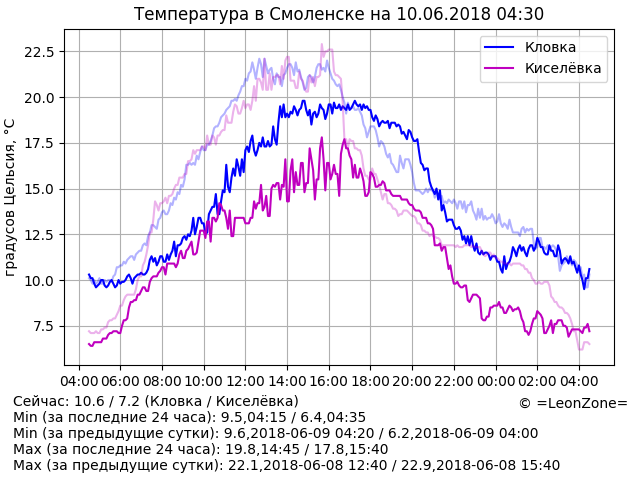 Температура в Смоленске на 10.06.2018 04:30
Кловка
Киселёвка
градусов Цельсия, °C
22.5
20.0
17.5
15.0
12.5
10.0
7.5
04:00 06:00 08:00 10:00 12:00 14:00 16:00 18:00 20:00 22:00 00:00 02:00 04:00
Сейчас: 10.6 / 7.2 (Кловка / Киселёвка)
© =LeonZone=
Min (за последние 24 часа): 9.5,04:15 / 6.4,04:35
Min (за предыдущие сутки): 9.6,2018-06-09 04:20 / 6.2,2018-06-09 04:00
Max (за последние 24 часа): 19.8,14:45 / 17.8,15:40
Max (за предыдущие сутки): 22.1,2018-06-08 12:40 / 22.9,2018-06-08 15:40